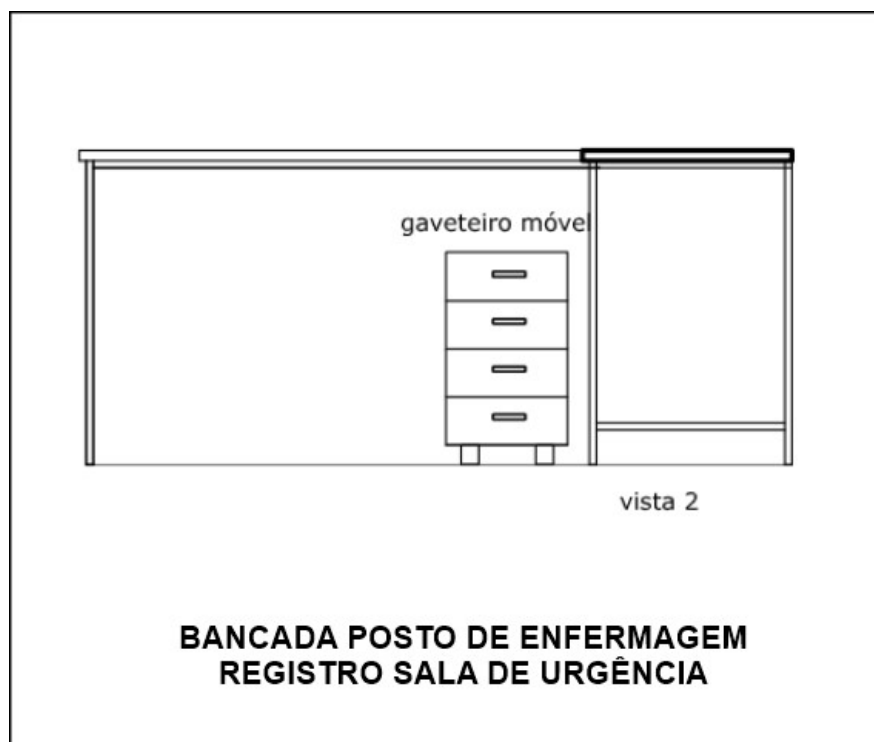 gaveteiro móvel
vista 2
BANCADA POSTO DE ENFERMAGEM
REGISTRO SALA DE URGÊNCIA